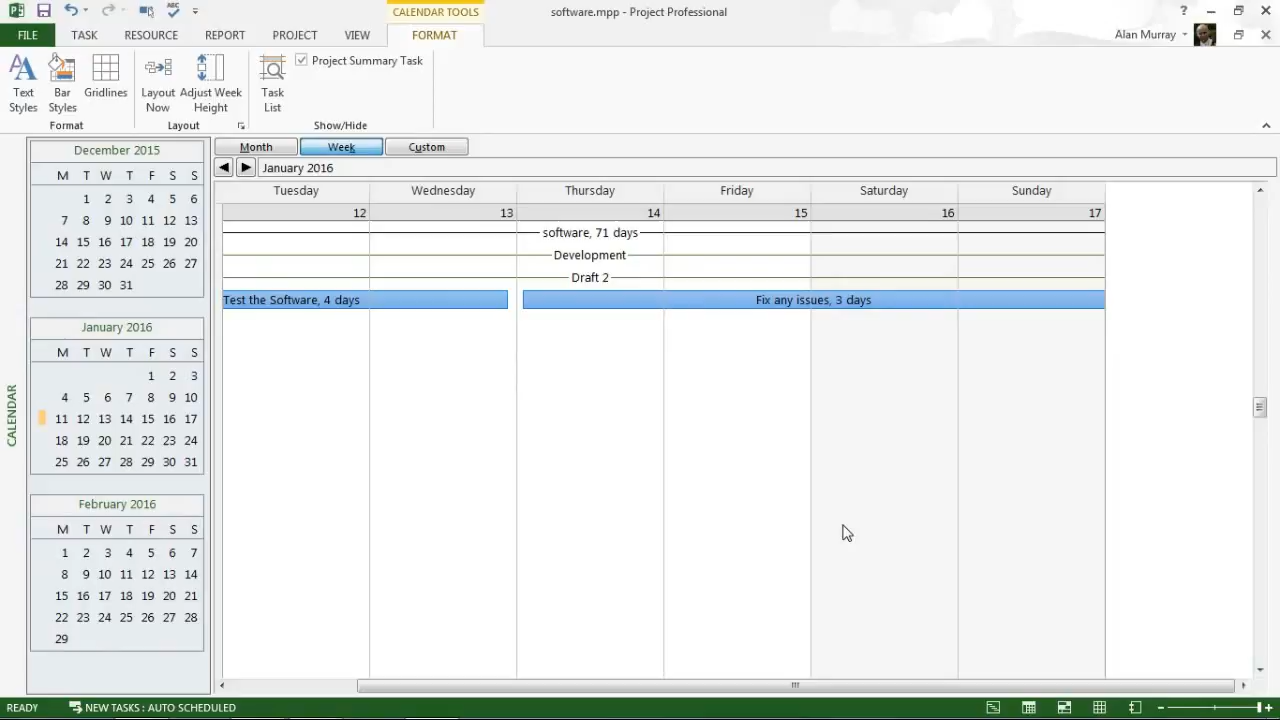 CALENDAR TOOLS
software.mpp - Project Professional
?
FILE TASK RESOURCE REPORT PROJECT VIEW FORMAT
Alan Murray
Text Styles
Bar Styles
Gridlines
Format
Layout Now
Adjust Week Height
Layout
Task List
Project Summary Task
Show/Hide
CALENDAR
December 2015
M T W T F S S
1 2 3 4 5 6
7 8 9 10 11 12 13
14 15 16 17 18 19 20
21 22 23 24 25 26 27
28 29 30 31
January 2016
M T W T F S S
1 2 3
4 5 6 7 8 9 10
11 12 13 14 15 16 17
18 19 20 21 22 23 24
25 26 27 28 29 30 31
February 2016
M T W T F S S
1 2 3 4 5 6 7
8 9 10 11 12 13 14
15 16 17 18 19 20 21
22 23 24 25 26 27 28
29
Month Week Custom
January 2016
Tuesday Wednesday Thursday Friday Saturday Sunday
12 13 14 15 16 17
software, 71 days
Development
Draft 2
Test the Software, 4 days
Fix any issues, 3 days
READY
NEW TASKS : AUTO SCHEDULED